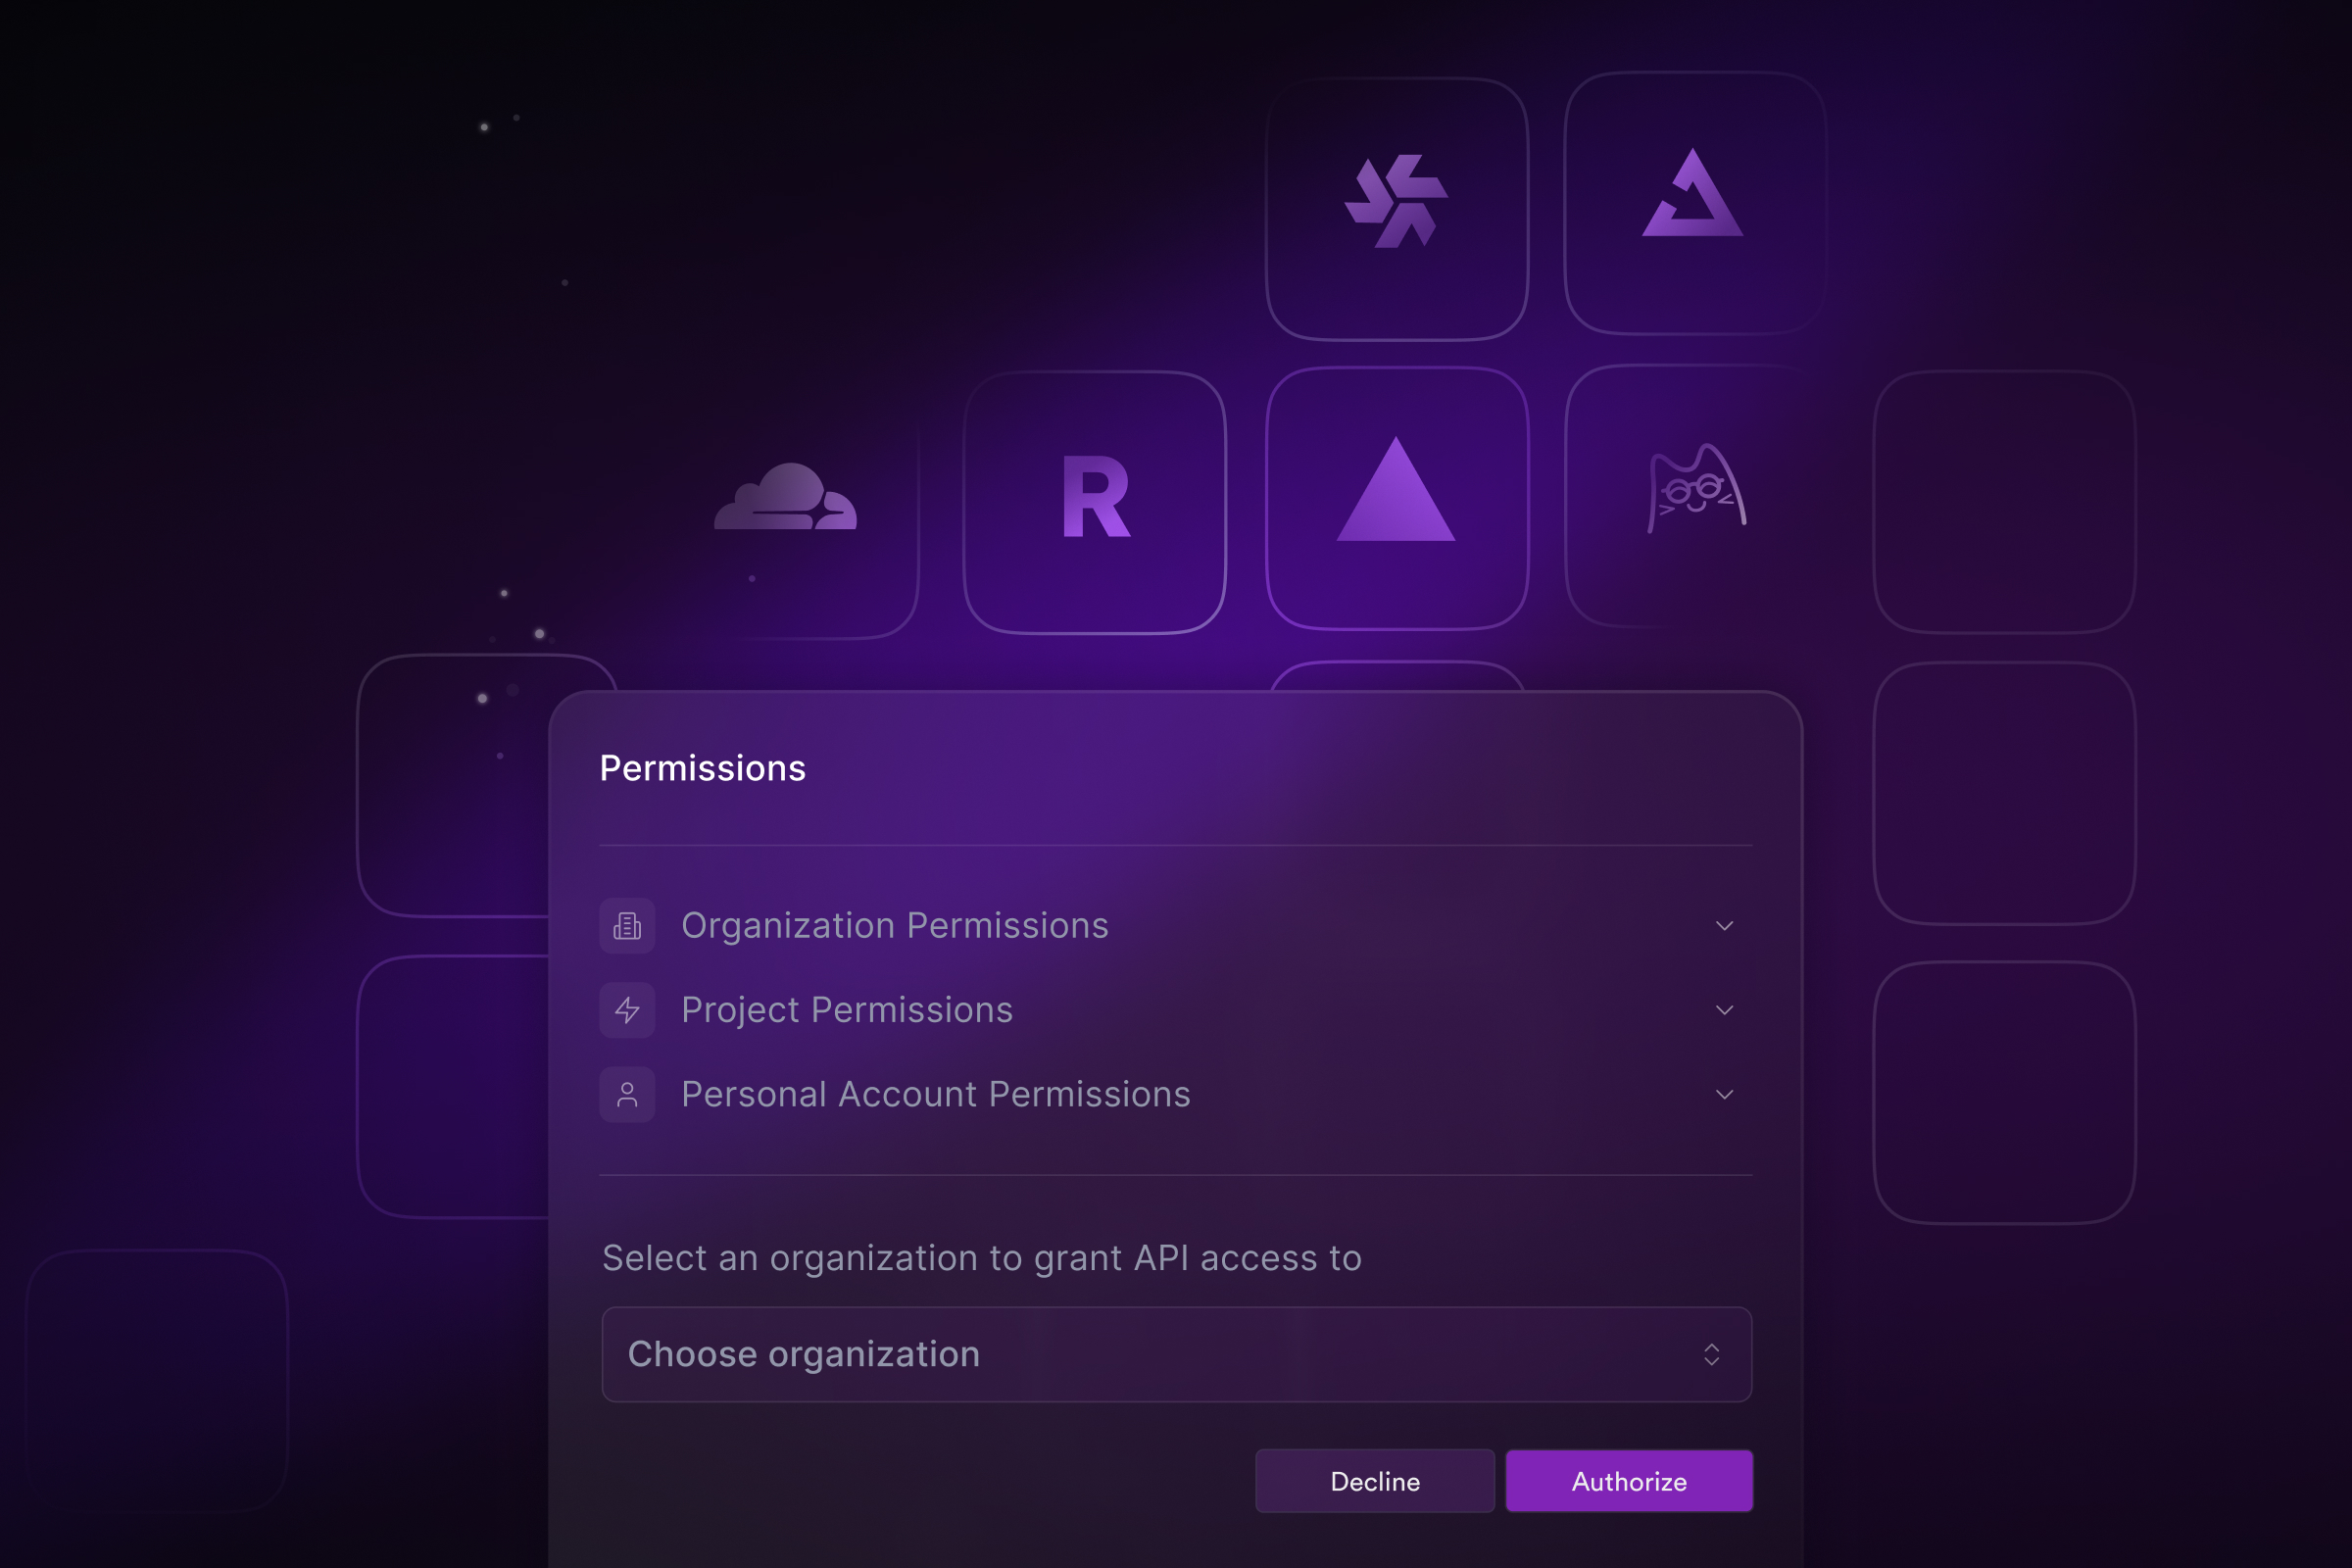 R
Permissions
Organization Permissions
Project Permissions
Personal Account Permissions
Select an organization to grant API access to
Choose organization
Decline
Authorize